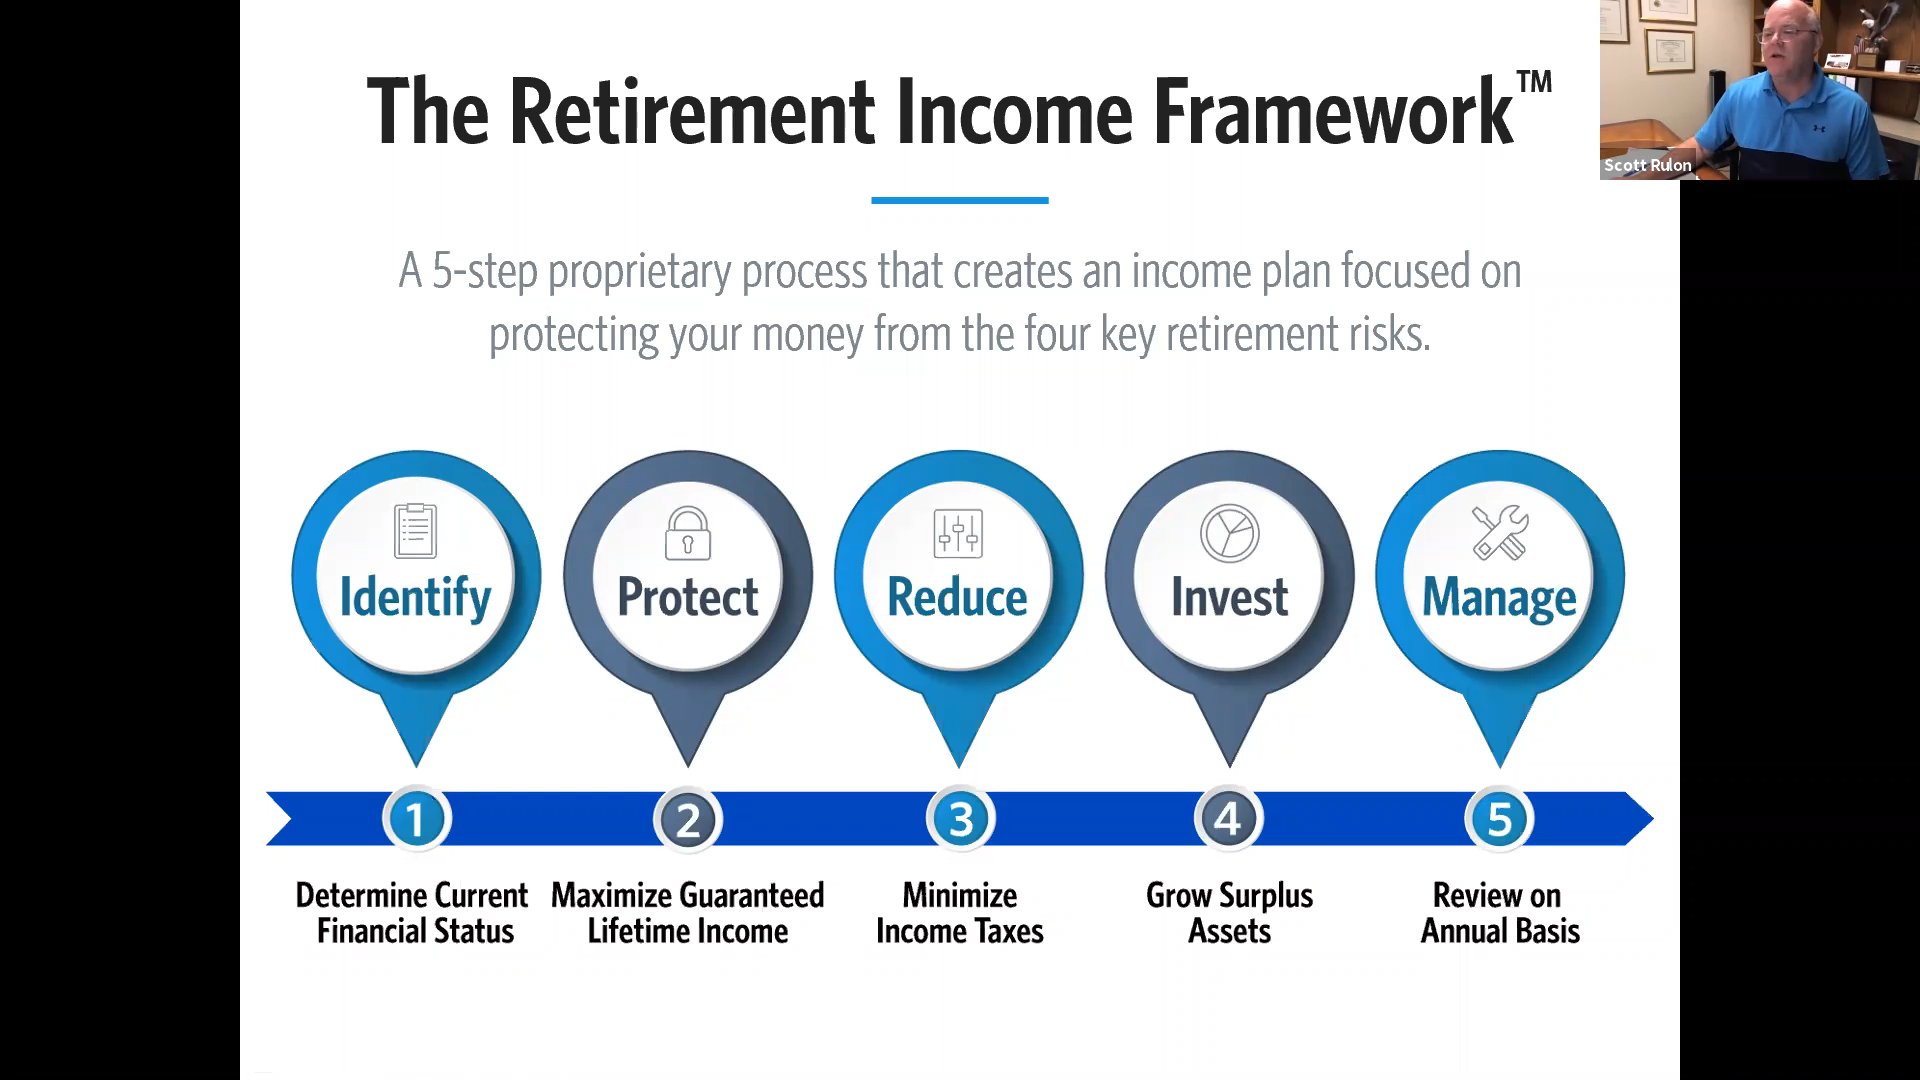 The Retirement Income Framework™
Scott Rulon
A 5-step proprietary process that creates an income plan focused on
protecting your money from the four key retirement risks.
Identify
Protect
Reduce
Invest
Manage
1
2
3
4
5
Determine Current
Financial Status
Maximize Guaranteed
Lifetime Income
Minimize
Income Taxes
Grow Surplus
Assets
Review on
Annual Basis